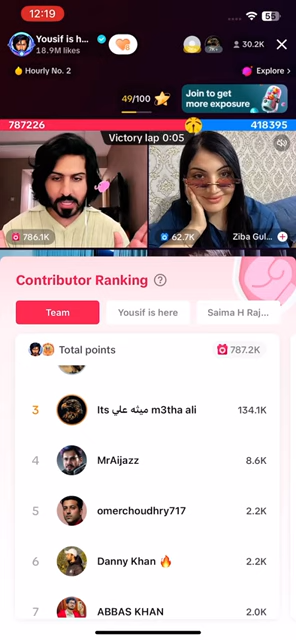 12:19
55
Yousif is h...
18.9M likes
30.2K
Hourly No. 2
Explore >
49/100
Join to get
more exposure
787226
418395
Victory lap 0:05
786.1K
62.7K
Ziba Gul...
Contributor Ranking ?
Team
Yousif is here
Saima H Raj...
Total points
787.2K
3
Its ميثه علي m3tha ali
134.1K
4
MrAijazz
8.6K
5
omerchoudhry717
2.2K
6
Danny Khan 🔥
2.2K
7
ABBAS KHAN
2.0K